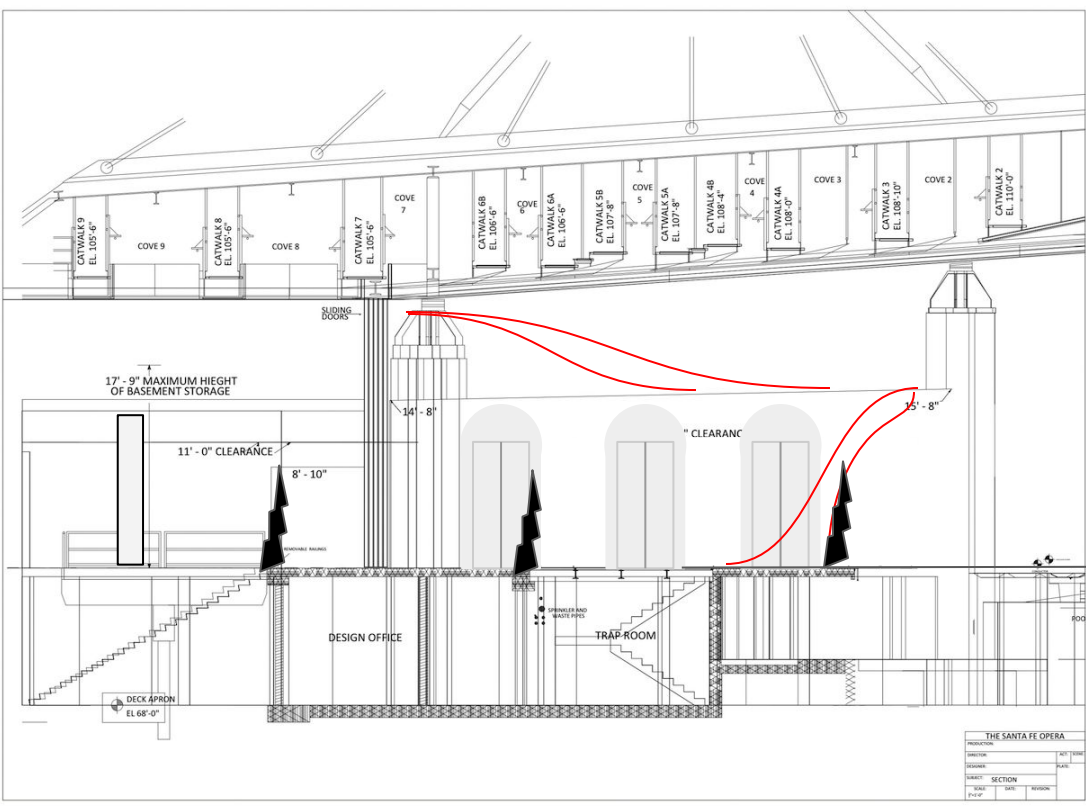 CATWALK 9
EL. 105'-6"
COVE 9
CATWALK 8
EL. 105'-6"
COVE 8
CATWALK 7
EL. 105'-6"
COVE
7
CATWALK 6B
EL. 106'-6"
COVE
6
CATWALK 6A
EL. 106'-6"
CATWALK 5B
EL. 107'-8"
COVE
5
CATWALK 5A
EL. 107'-8"
CATWALK 4B
EL. 108'-4"
COVE
4
CATWALK 4A
EL. 108'-0"
COVE 3
CATWALK 3
EL. 108'-10"
COVE 2
CATWALK 2
EL. 110'-0"
SLIDING
DOORS
17' - 9" MAXIMUM HIEGHT
OF BASEMENT STORAGE
14' - 8"
15' - 8"
" CLEARANC
11' - 0" CLEARANCE
8' - 10"
REMOVABLE RAILINGS
SPRINKLER AND
WASTE PIPES
DESIGN OFFICE
TRAP ROOM
POO
DECK APRON
EL 68'-0"
THE SANTA FE OPERA
PRODUCTION:
DIRECTOR:
ACT:
DESIGNER:
PLATE:
SUBJECT: SECTION
SCALE: DATE: REVISION: